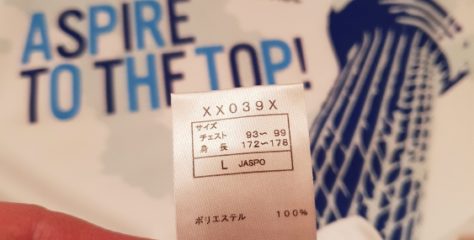 ASPIRE
TO THE TOP!
XX039X
サイズ
チェスト 93〜 99
身 長 172〜178
L JASPO
ポリエステル 100%